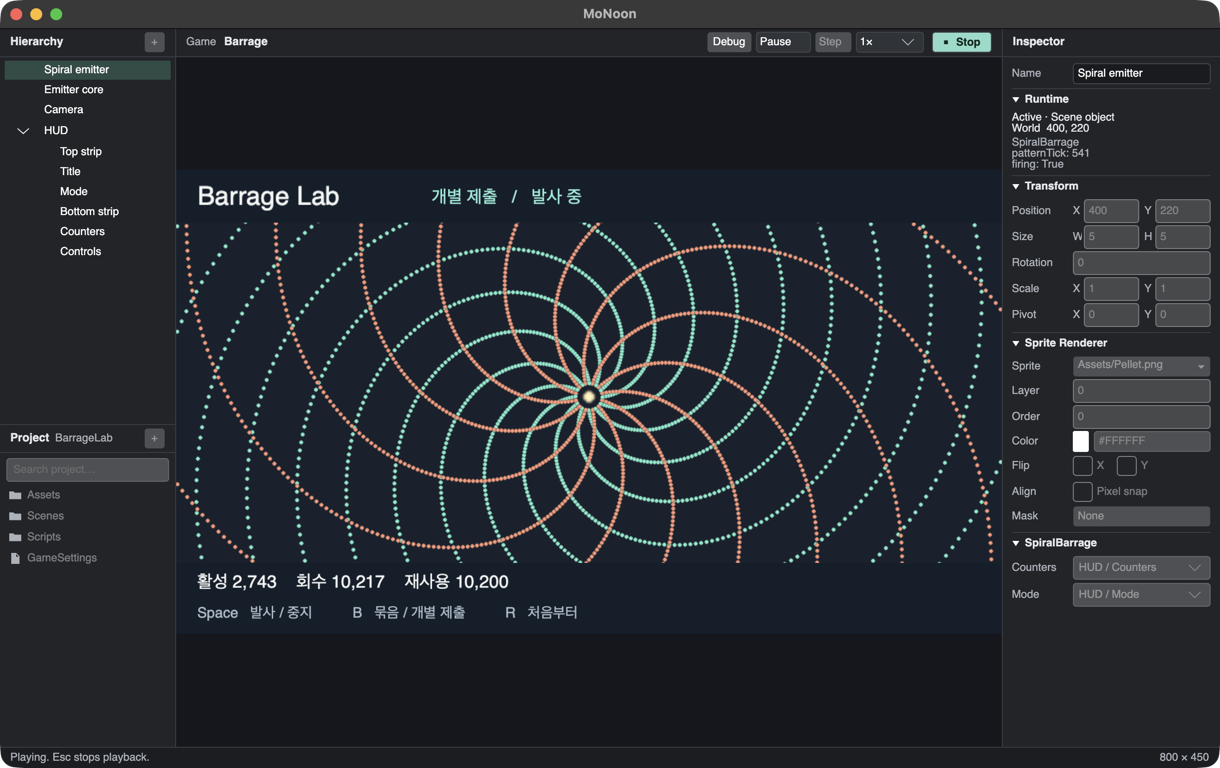 MoNoon
Hierarchy +
Spiral emitter
Emitter core
Camera
HUD
Top strip
Title
Mode
Bottom strip
Counters
Controls
Project BarrageLab +
Search project...
Assets
Scenes
Scripts
GameSettings
Game Barrage Debug Pause Step 1× Stop
Barrage Lab 개별 제출 / 발사 중
활성 2,743 회수 10,217 재사용 10,200
Space 발사 / 중지 B 묶음 / 개별 제출 R 처음부터
Inspector
Name Spiral emitter
Runtime
Active · Scene object
World 400, 220
SpiralBarrage
patternTick: 541
firing: True
Transform
Position X 400 Y 220
Size W 5 H 5
Rotation 0
Scale X 1 Y 1
Pivot X 0 Y 0
Sprite Renderer
Sprite Assets/Pellet.png
Layer 0
Order 0
Color #FFFFFF
Flip X Y
Align Pixel snap
Mask None
SpiralBarrage
Counters HUD / Counters
Mode HUD / Mode
Playing. Esc stops playback. 800 × 450